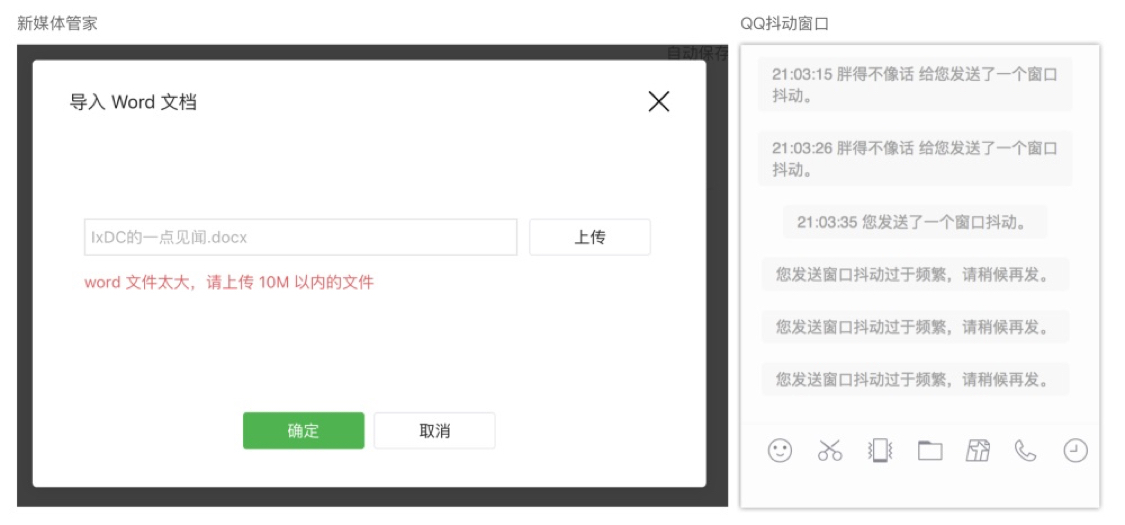 新媒体管家
自动保存
导入 Word 文档
IxDC的一点见闻.docx
上传
word 文件太大，请上传 10M 以内的文件
确定
取消
QQ抖动窗口
21:03:15 胖得不像话 给您发送了一个窗口
抖动。
21:03:26 胖得不像话 给您发送了一个窗口
抖动。
21:03:35 您发送了一个窗口抖动。
您发送窗口抖动过于频繁，请稍候再发。
您发送窗口抖动过于频繁，请稍候再发。
您发送窗口抖动过于频繁，请稍候再发。